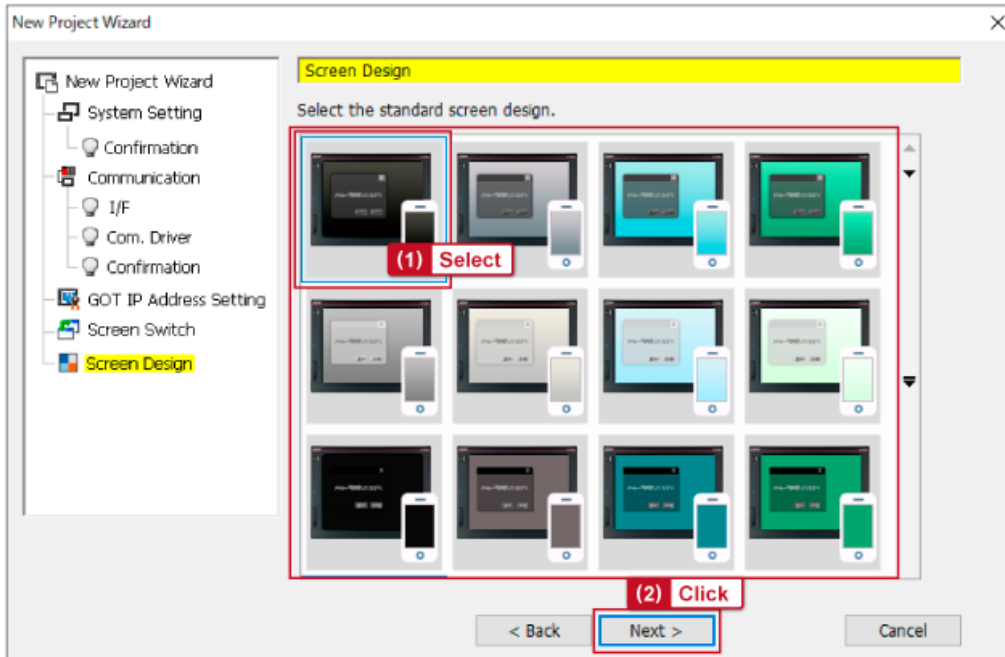 New Project Wizard
New Project Wizard
System Setting
Confirmation
Communication
I/F
Com. Driver
Confirmation
GOT IP Address Setting
Screen Switch
Screen Design
Screen Design
Select the standard screen design.
(1) Select
(2) Click
< Back
Next >
Cancel